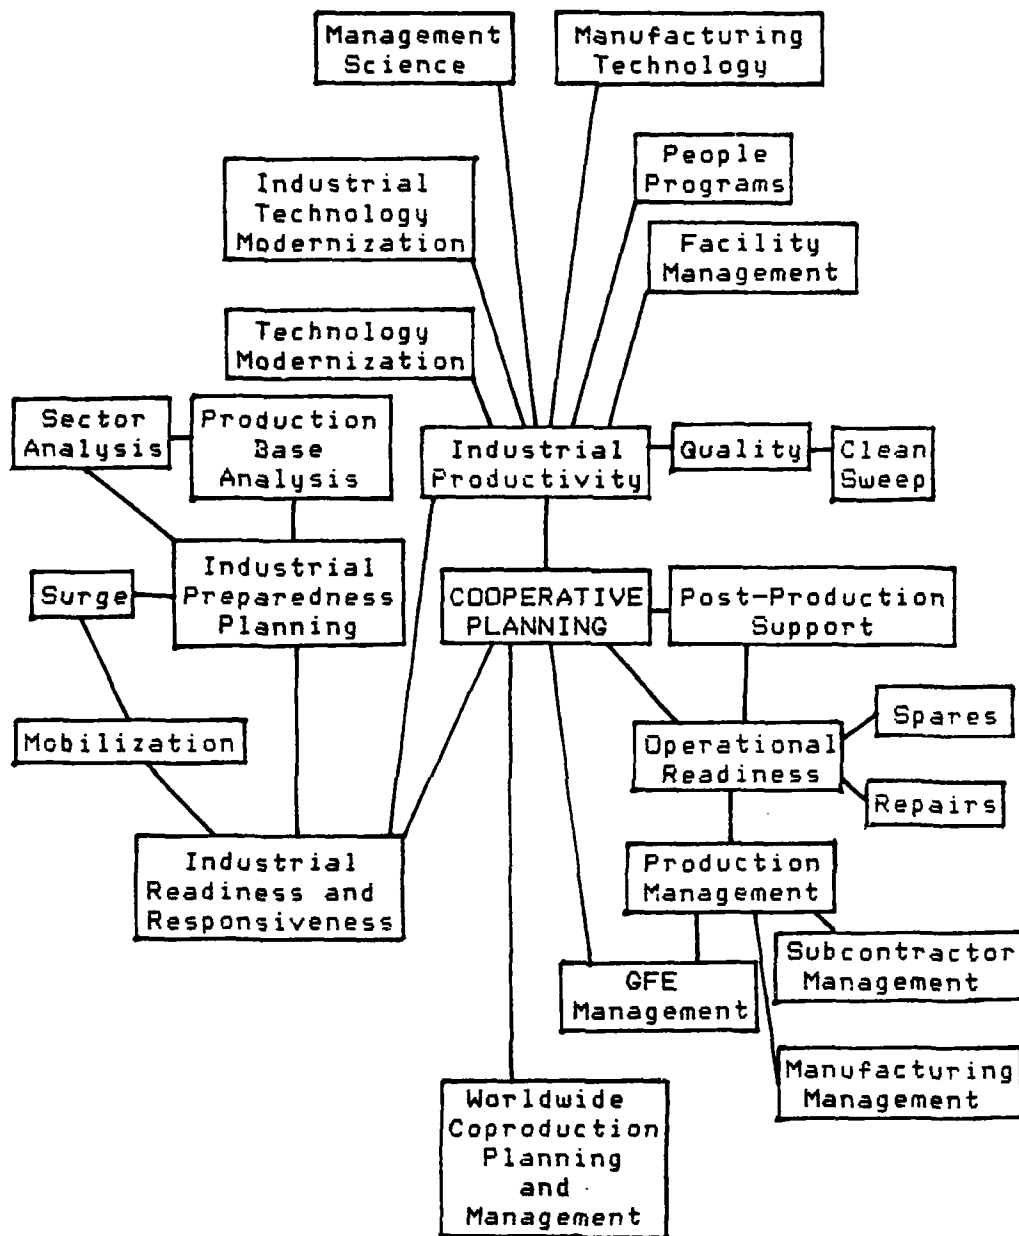 Management
Science
Manufacturing
Technology
People
Programs
Industrial
Technology
Modernization
Facility
Management
Technology
Modernization
Sector
Analysis
Production
Base
Analysis
Industrial
Productivity
Quality
Clean
Sweep
Surge
Industrial
Preparedness
Planning
COOPERATIVE
PLANNING
Post-Production
Support
Mobilization
Operational
Readiness
Spares
Repairs
Industrial
Readiness and
Responsiveness
Production
Management
Subcontractor
Management
GFE
Management
Manufacturing
Management
Worldwide
Coproduction
Planning
and
Management